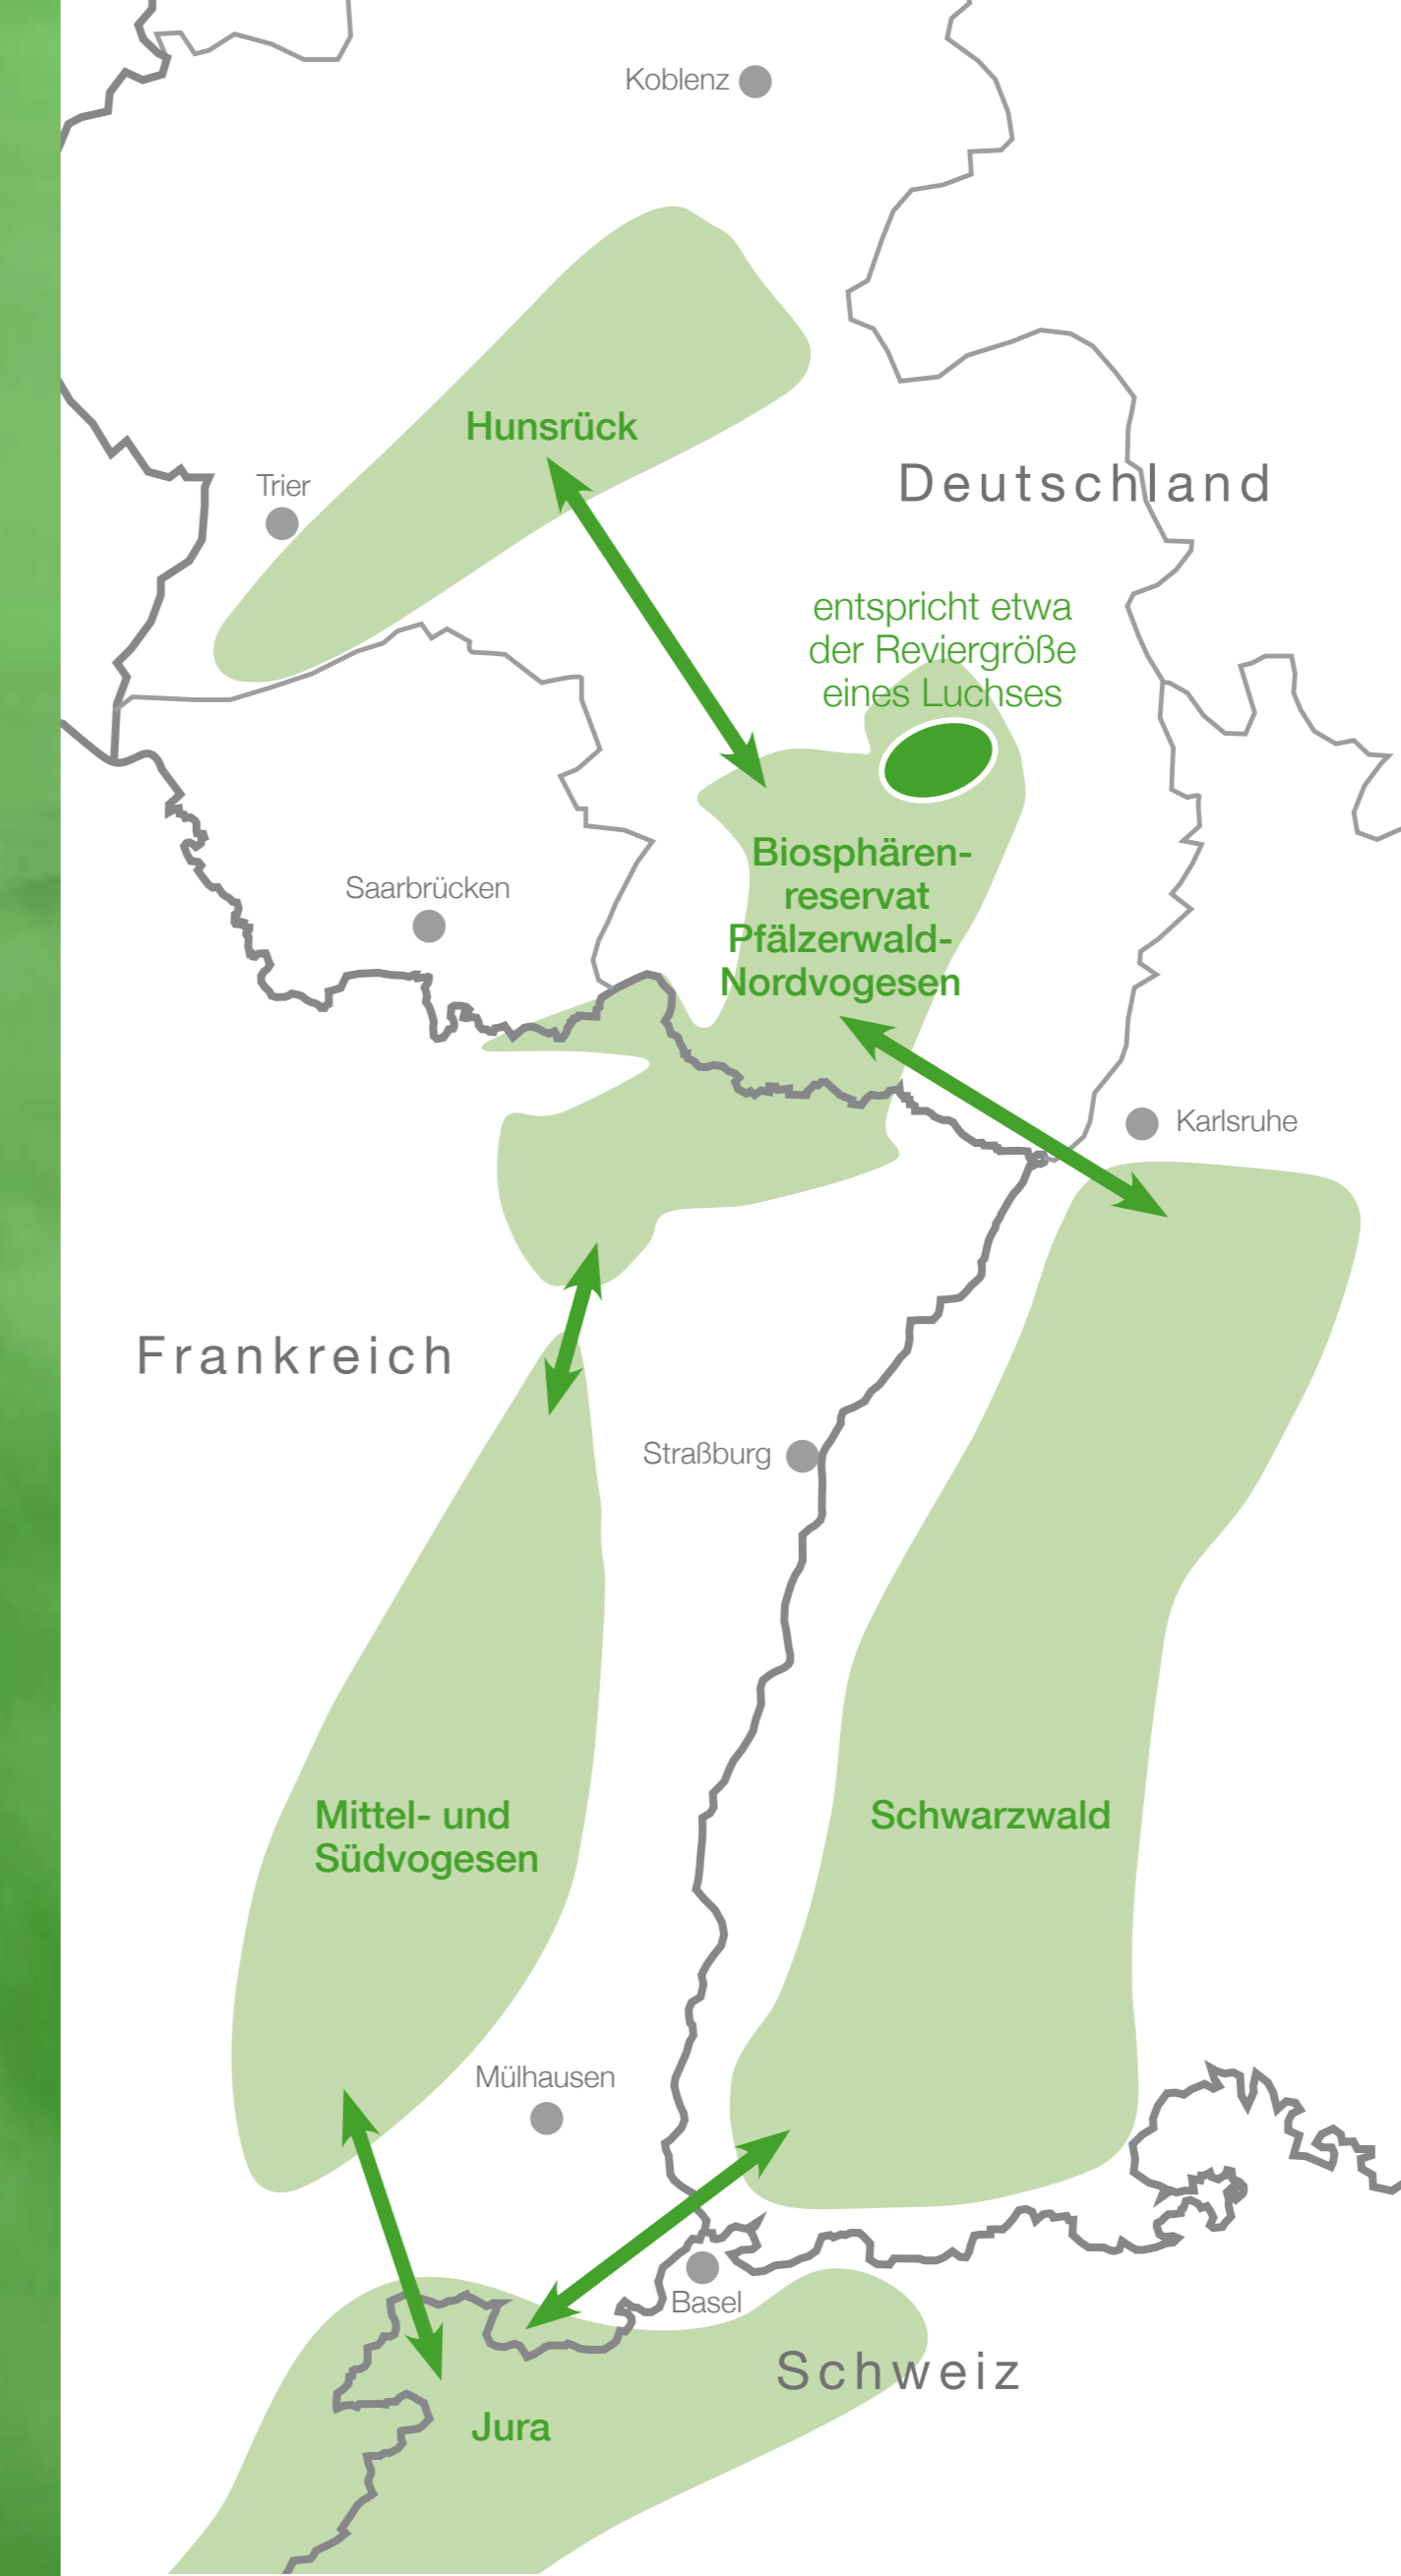 Koblenz
Hunsrück
Trier
Deutschland
entspricht etwa
der Reviergröße
eines Luchses
Biosphären-
reservat
Pfälzerwald-
Nordvogesen
Saarbrücken
Karlsruhe
Frankreich
Straßburg
Mittel- und
Südvogesen
Schwarzwald
Mülhausen
Basel
Schweiz
Jura